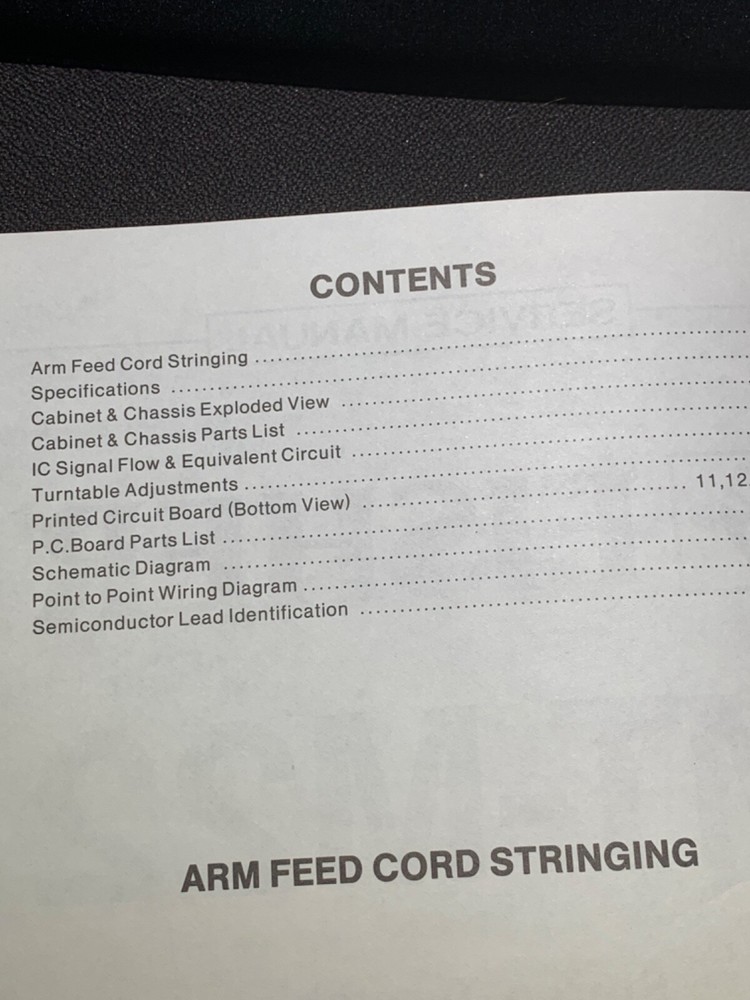 CONTENTS
Arm Feed Cord Stringing
Specifications
Cabinet & Chassis Exploded View
Cabinet & Chassis Parts List
IC Signal Flow & Equivalent Circuit
Turntable Adjustments
Printed Circuit Board (Bottom View) 11,12
P.C.Board Parts List
Schematic Diagram
Point to Point Wiring Diagram
Semiconductor Lead Identification
ARM FEED CORD STRINGING